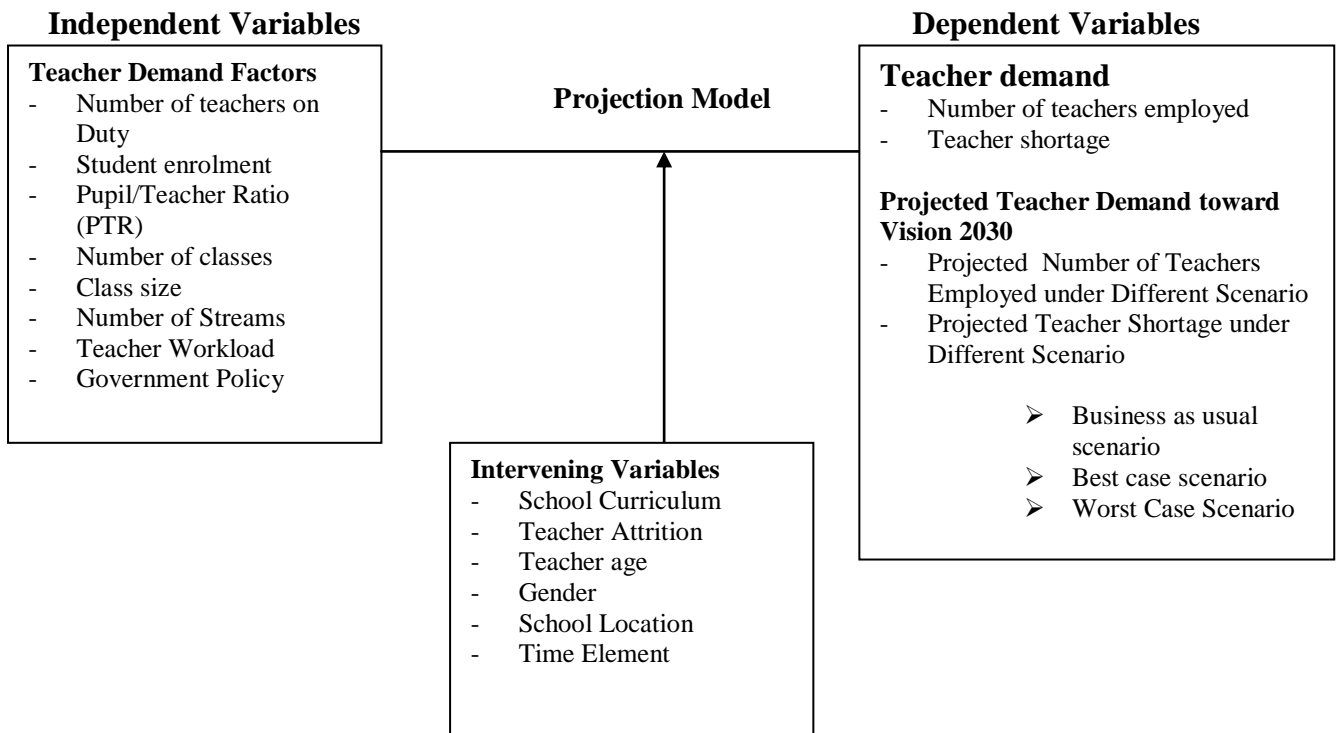 Independent Variables
Teacher Demand Factors
- Number of teachers on
Duty
- Student enrolment
- Pupil/Teacher Ratio
(PTR)
- Number of classes
- Class size
- Number of Streams
- Teacher Workload
- Government Policy
Projection Model
Intervening Variables
- School Curriculum
- Teacher Attrition
- Teacher age
- Gender
- School Location
- Time Element
Dependent Variables
Teacher demand
- Number of teachers employed
- Teacher shortage
Projected Teacher Demand toward
Vision 2030
- Projected Number of Teachers
Employed under Different Scenario
- Projected Teacher Shortage under
Different Scenario
➢ Business as usual
scenario
➢ Best case scenario
➢ Worst Case Scenario